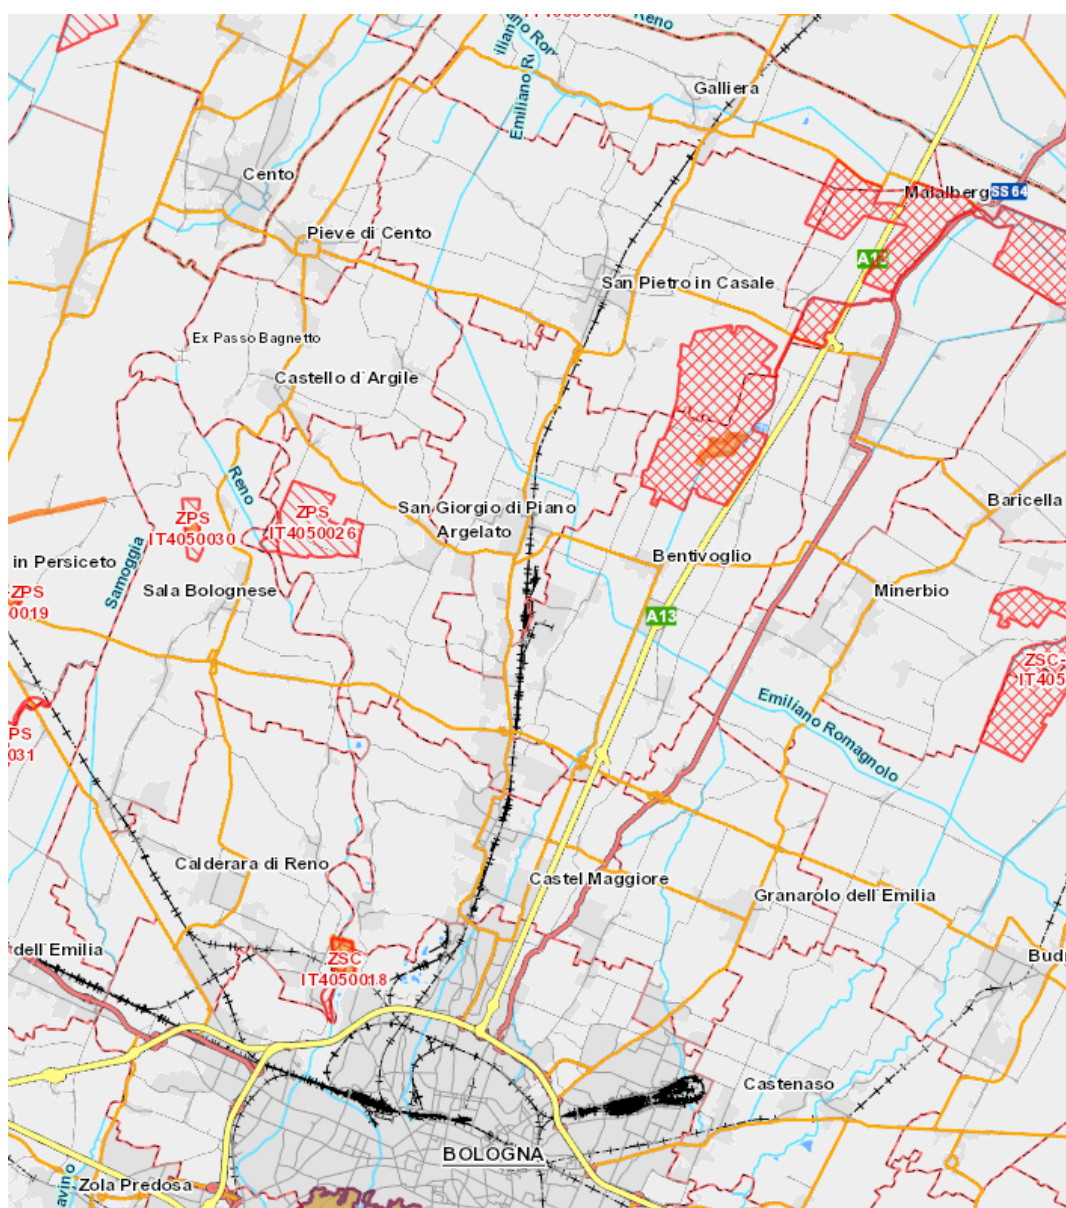 Reno
Emiliano Rom
Emiliano R
Galliera
Cento
Malalberg
SS 64
Pieve di Cento
A13
San Pietro in Casale
Ex Passo Bagnetto
Castello d`Argile
Reno
Baricella
San Giorgio di Piano
ZPS
IT4050030
ZPS
IT4050026
Argelato
in Persiceto
Samoggia
Bentivoglio
Sala Bolognese
Minerbio
ZPS
0019
A13
ZSC-
IT405
Emiliano Romagnolo
PS
031
Calderara di Reno
Castel Maggiore
Granarolo dell`Emilia
dell`Emilia
ZSC
IT4050018
Budr
Castenaso
BOLOGNA
Zola Predosa
avino